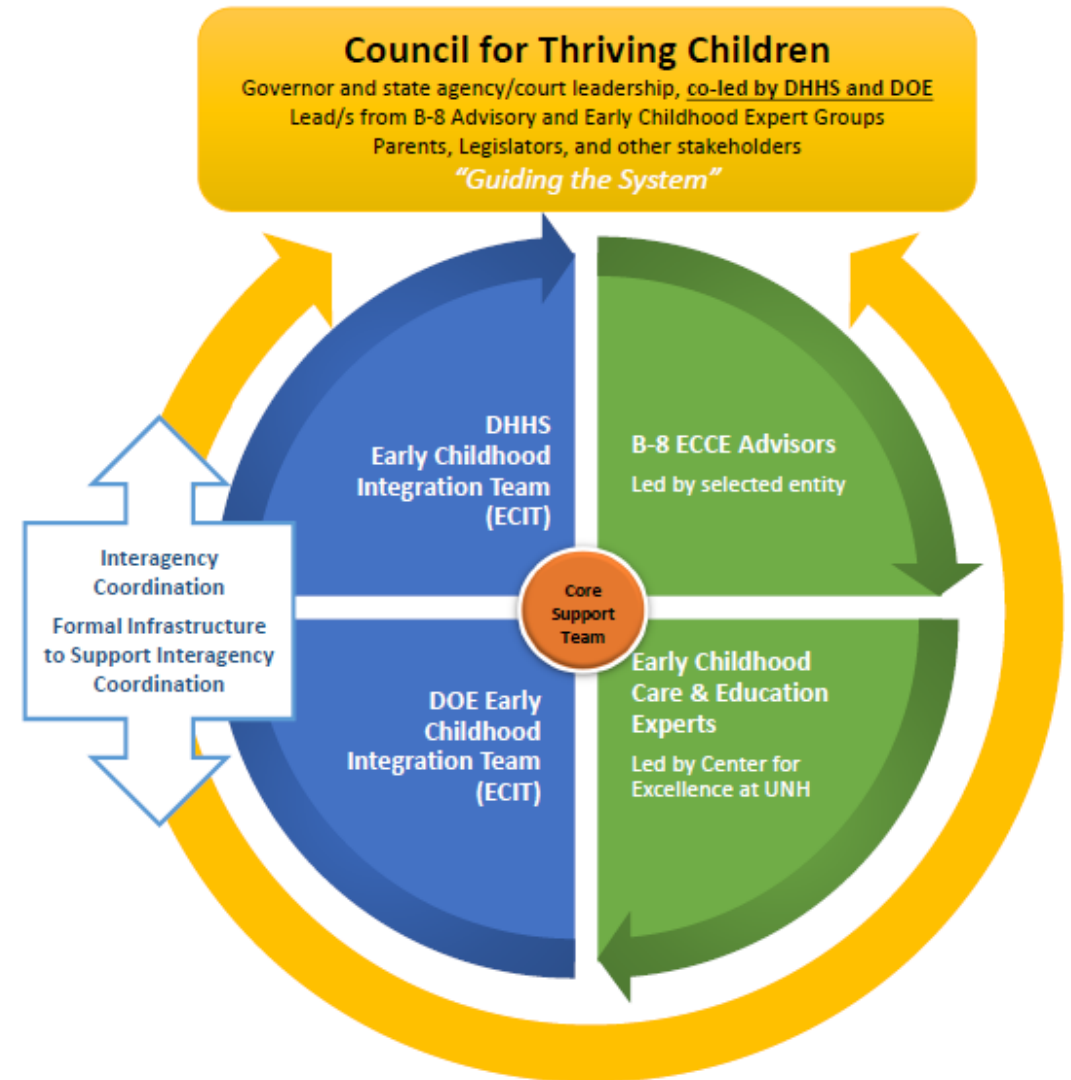 Council for Thriving Children
Governor and state agency/court leadership, co-led by DHHS and DOE
Lead/s from B-8 Advisory and Early Childhood Expert Groups
Parents, Legislators, and other stakeholders
“Guiding the System”
DHHS
Early Childhood
Integration Team
(ECIT)
B-8 ECCE Advisors
Led by selected entity
Interagency
Coordination
Formal Infrastructure
to Support Interagency
Coordination
Core
Support
Team
DOE Early
Childhood
Integration Team
(ECIT)
Early Childhood
Care & Education
Experts
Led by Center for
Excellence at UNH